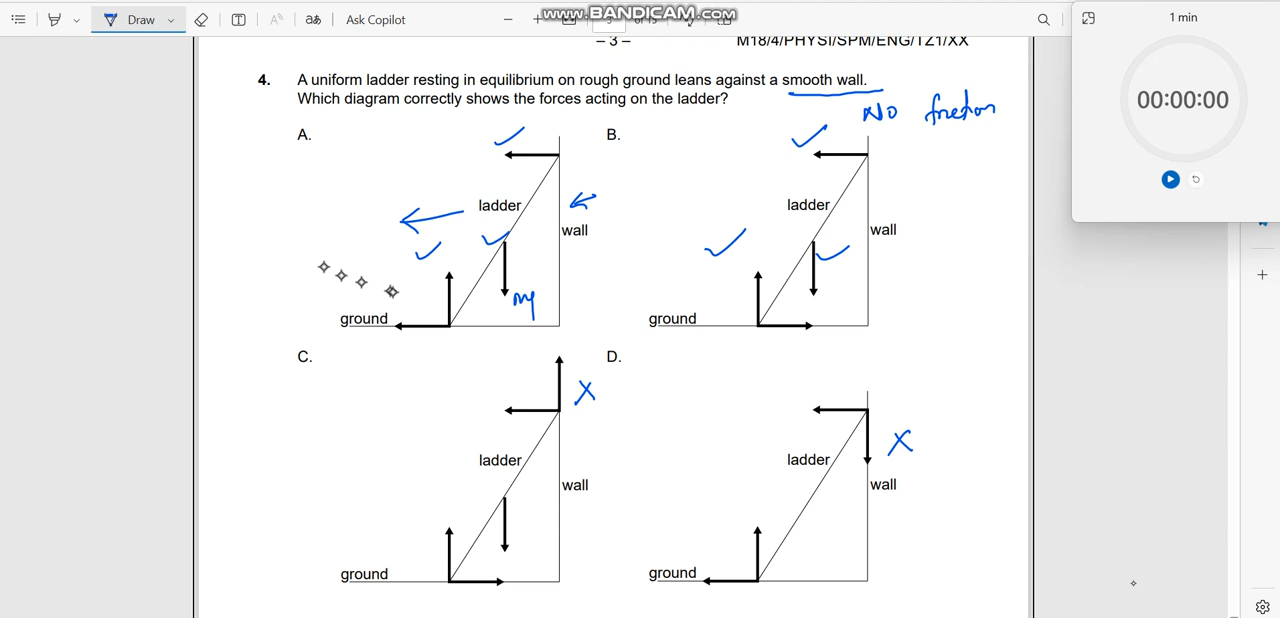 www.BANDICAM.com
Draw
Ask Copilot
1 min
00:00:00
– 3 –
M18/4/PHYSI/SPM/ENG/TZ1/XX
4. A uniform ladder resting in equilibrium on rough ground leans against a smooth wall.
Which diagram correctly shows the forces acting on the ladder?
No friction
A.
ladder
wall
mg
ground
B.
ladder
wall
ground
C.
X
ladder
wall
ground
D.
X
ladder
wall
ground